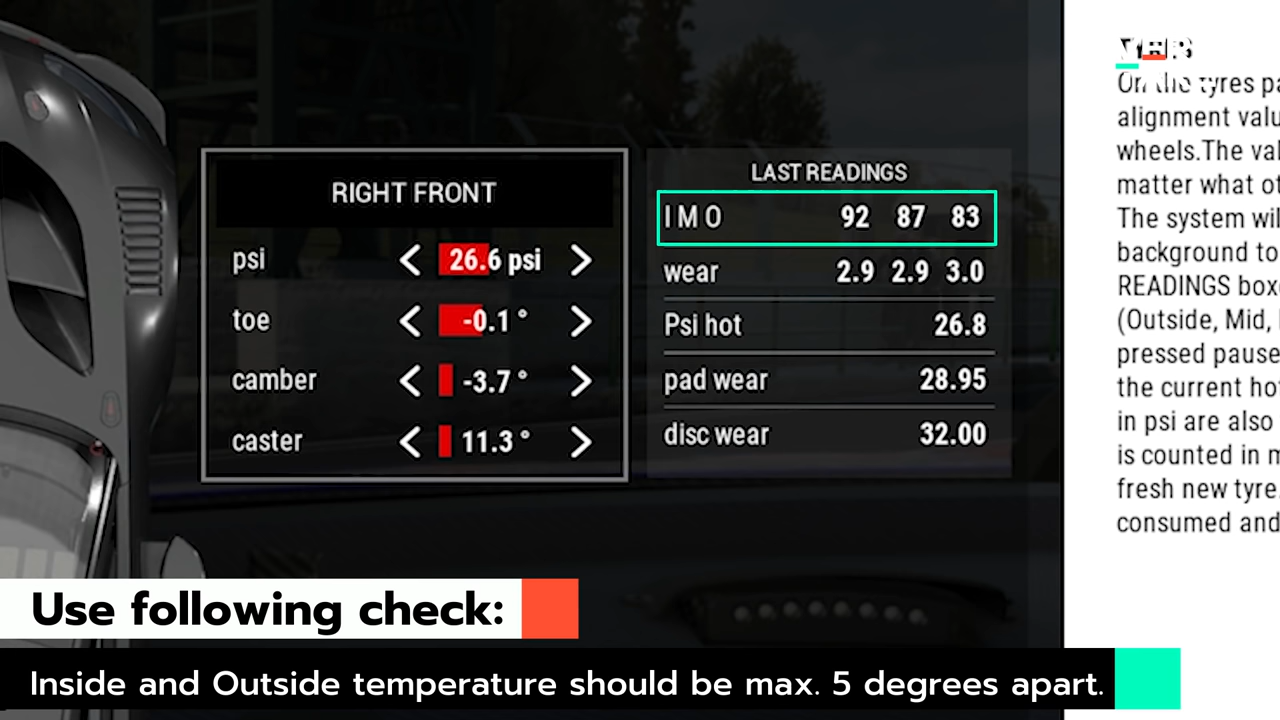 RIGHT FRONT
psi < 26.6 psi >
toe < -0.1 ° >
camber < -3.7 ° >
caster < 11.3 ° >
LAST READINGS
I M O 92 87 83
wear 2.9 2.9 3.0
Psi hot 26.8
pad wear 28.95
disc wear 32.00
On the tyres
alignment
wheels.The
matter what
The system
background to
READINGS
(Outside, Mid,
pressed
the current
in psi are also
is counted in
fresh new tyre.
consumed and
Use following check:
Inside and Outside temperature should be max. 5 degrees apart.